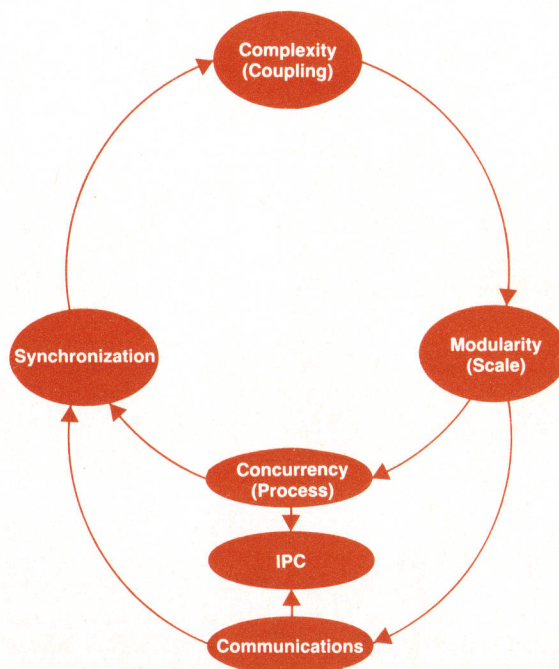 Complexity
(Coupling)
Synchronization
Modularity
(Scale)
Concurrency
(Process)
IPC
Communications